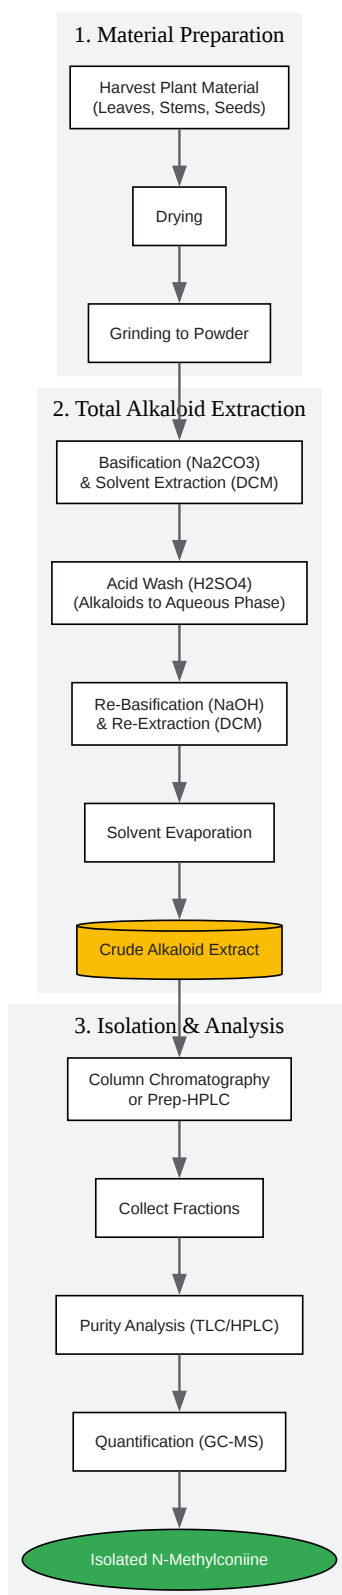 1. Material Preparation
Harvest Plant Material
(Leaves, Stems, Seeds)
Drying
Grinding to Powder
2. Total Alkaloid Extraction
Basification (Na2CO3)
& Solvent Extraction (DCM)
Acid Wash (H2SO4)
(Alkaloids to Aqueous Phase)
Re-Basification (NaOH)
& Re-Extraction (DCM)
Solvent Evaporation
Crude Alkaloid Extract
3. Isolation & Analysis
Column Chromatography
or Prep-HPLC
Collect Fractions
Purity Analysis (TLC/HPLC)
Quantification (GC-MS)
Isolated N-Methylconiine